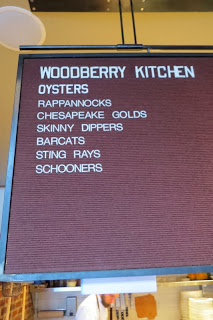 WOODBERRY KITCHEN
OYSTERS
RAPPANNOCKS
CHESAPEAKE GOLDS
SKINNY DIPPERS
BARCATS
STING RAYS
SCHOONERS